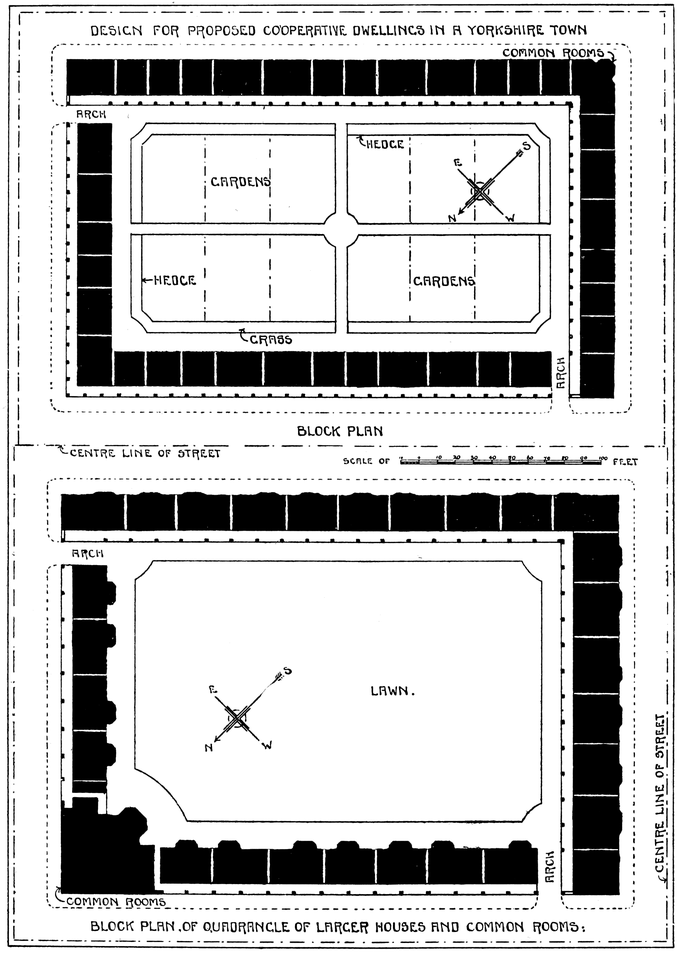 DESIGN FOR PROPOSED COÖPERATIVE DWELLINGS IN A YORKSHIRE TOWN
COMMON ROOMS
ARCH
HEDGE
GARDENS
E
S
N
W
HEDGE
GARDENS
GRASS
ARCH
BLOCK PLAN
CENTRE LINE OF STREET
SCALE OF
FEET
ARCH
E
S
LAWN.
N
W
CENTRE LINE OF STREET
ARCH
COMMON ROOMS
BLOCK PLAN, OF QUADRANGLE OF LARGER HOUSES AND COMMON ROOMS;